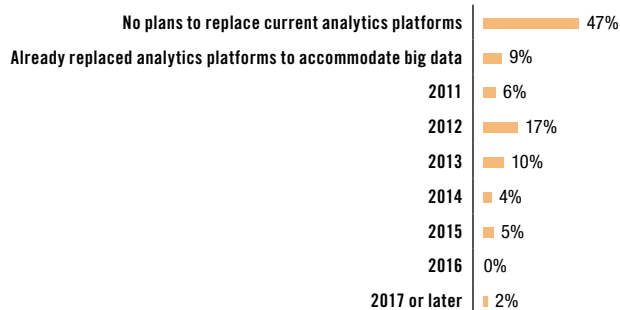 No plans to replace current analytics platforms 47%
Already replaced analytics platforms to accommodate big data 9%
2011 6%
2012 17%
2013 10%
2014 4%
2015 5%
2016 0%
2017 or later 2%